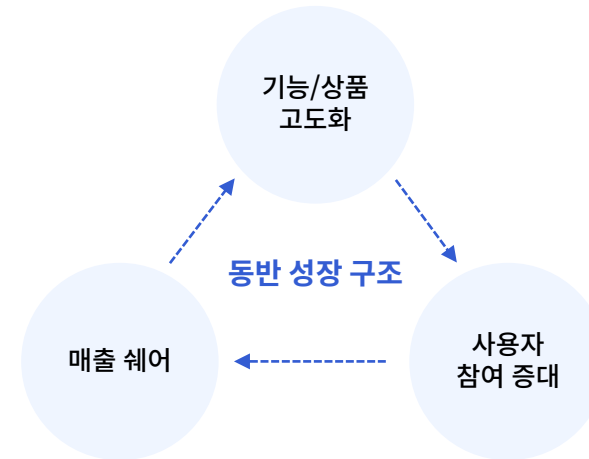 기능/상품
고도화
동반 성장 구조
매출 쉐어
사용자
참여 증대